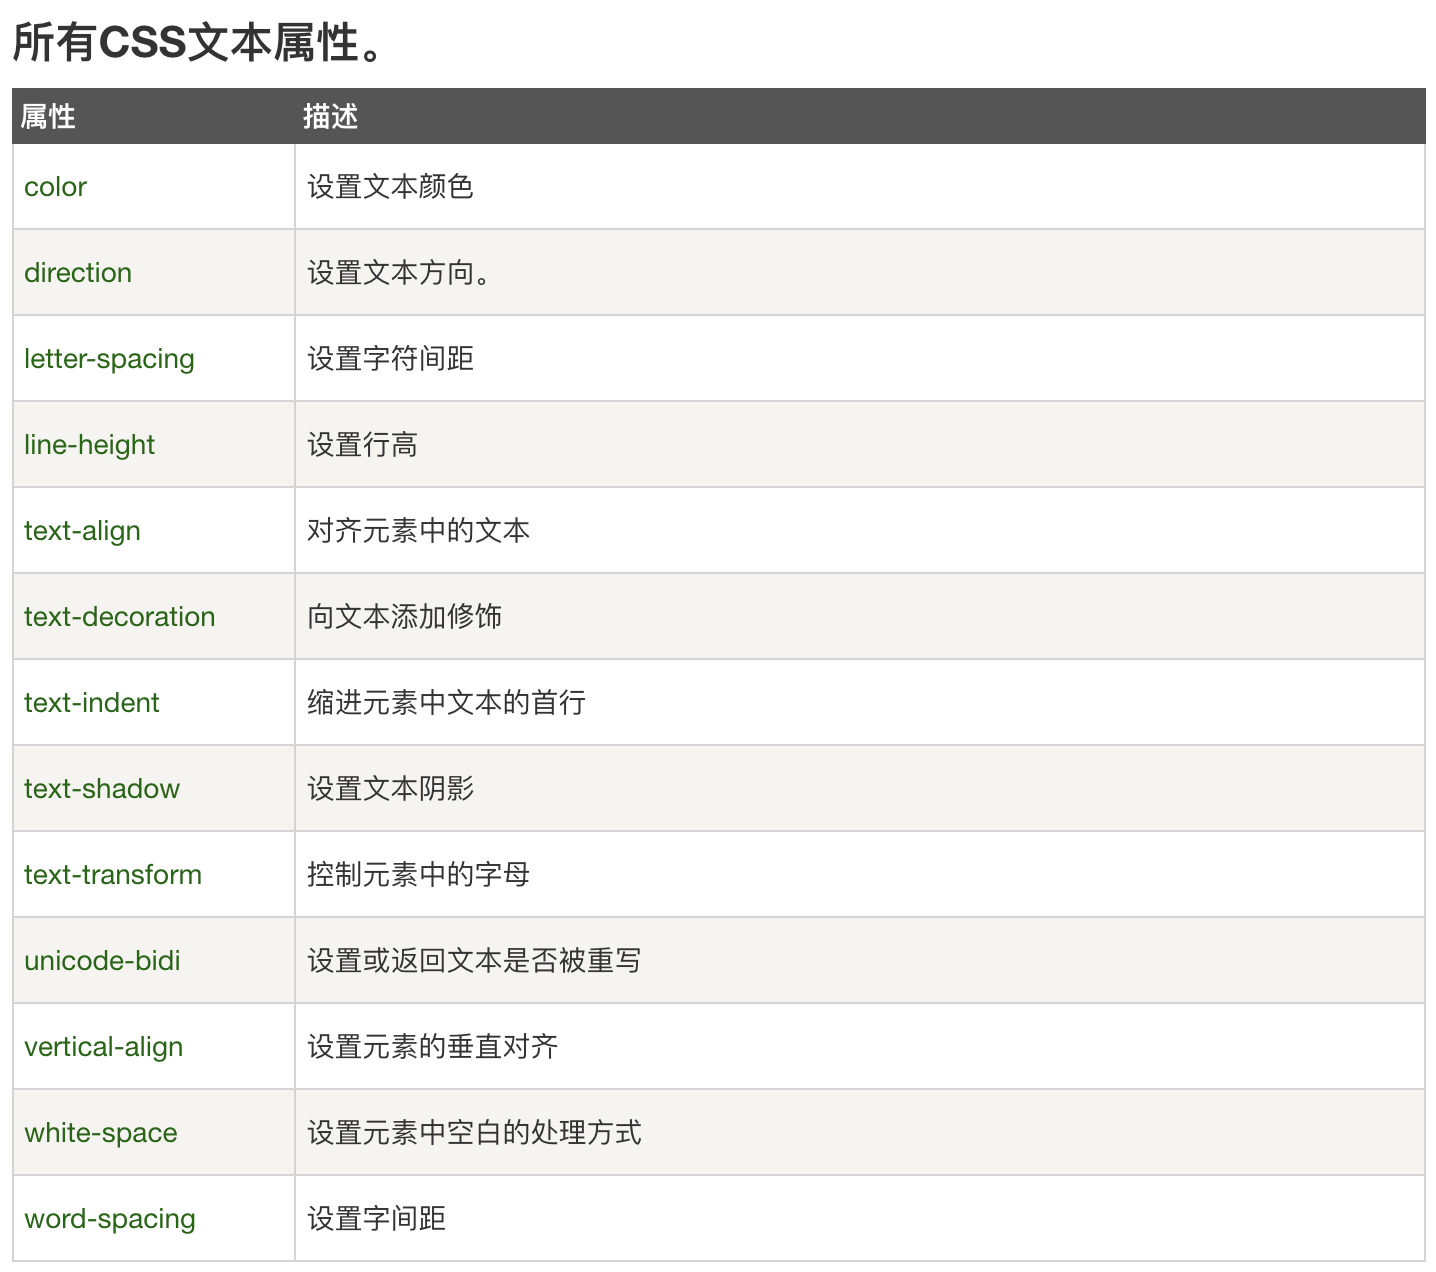 所有CSS文本属性。
属性 描述
color 设置文本颜色
direction 设置文本方向。
letter-spacing 设置字符间距
line-height 设置行高
text-align 对齐元素中的文本
text-decoration 向文本添加修饰
text-indent 缩进元素中文本的首行
text-shadow 设置文本阴影
text-transform 控制元素中的字母
unicode-bidi 设置或返回文本是否被重写
vertical-align 设置元素的垂直对齐
white-space 设置元素中空白的处理方式
word-spacing 设置字间距